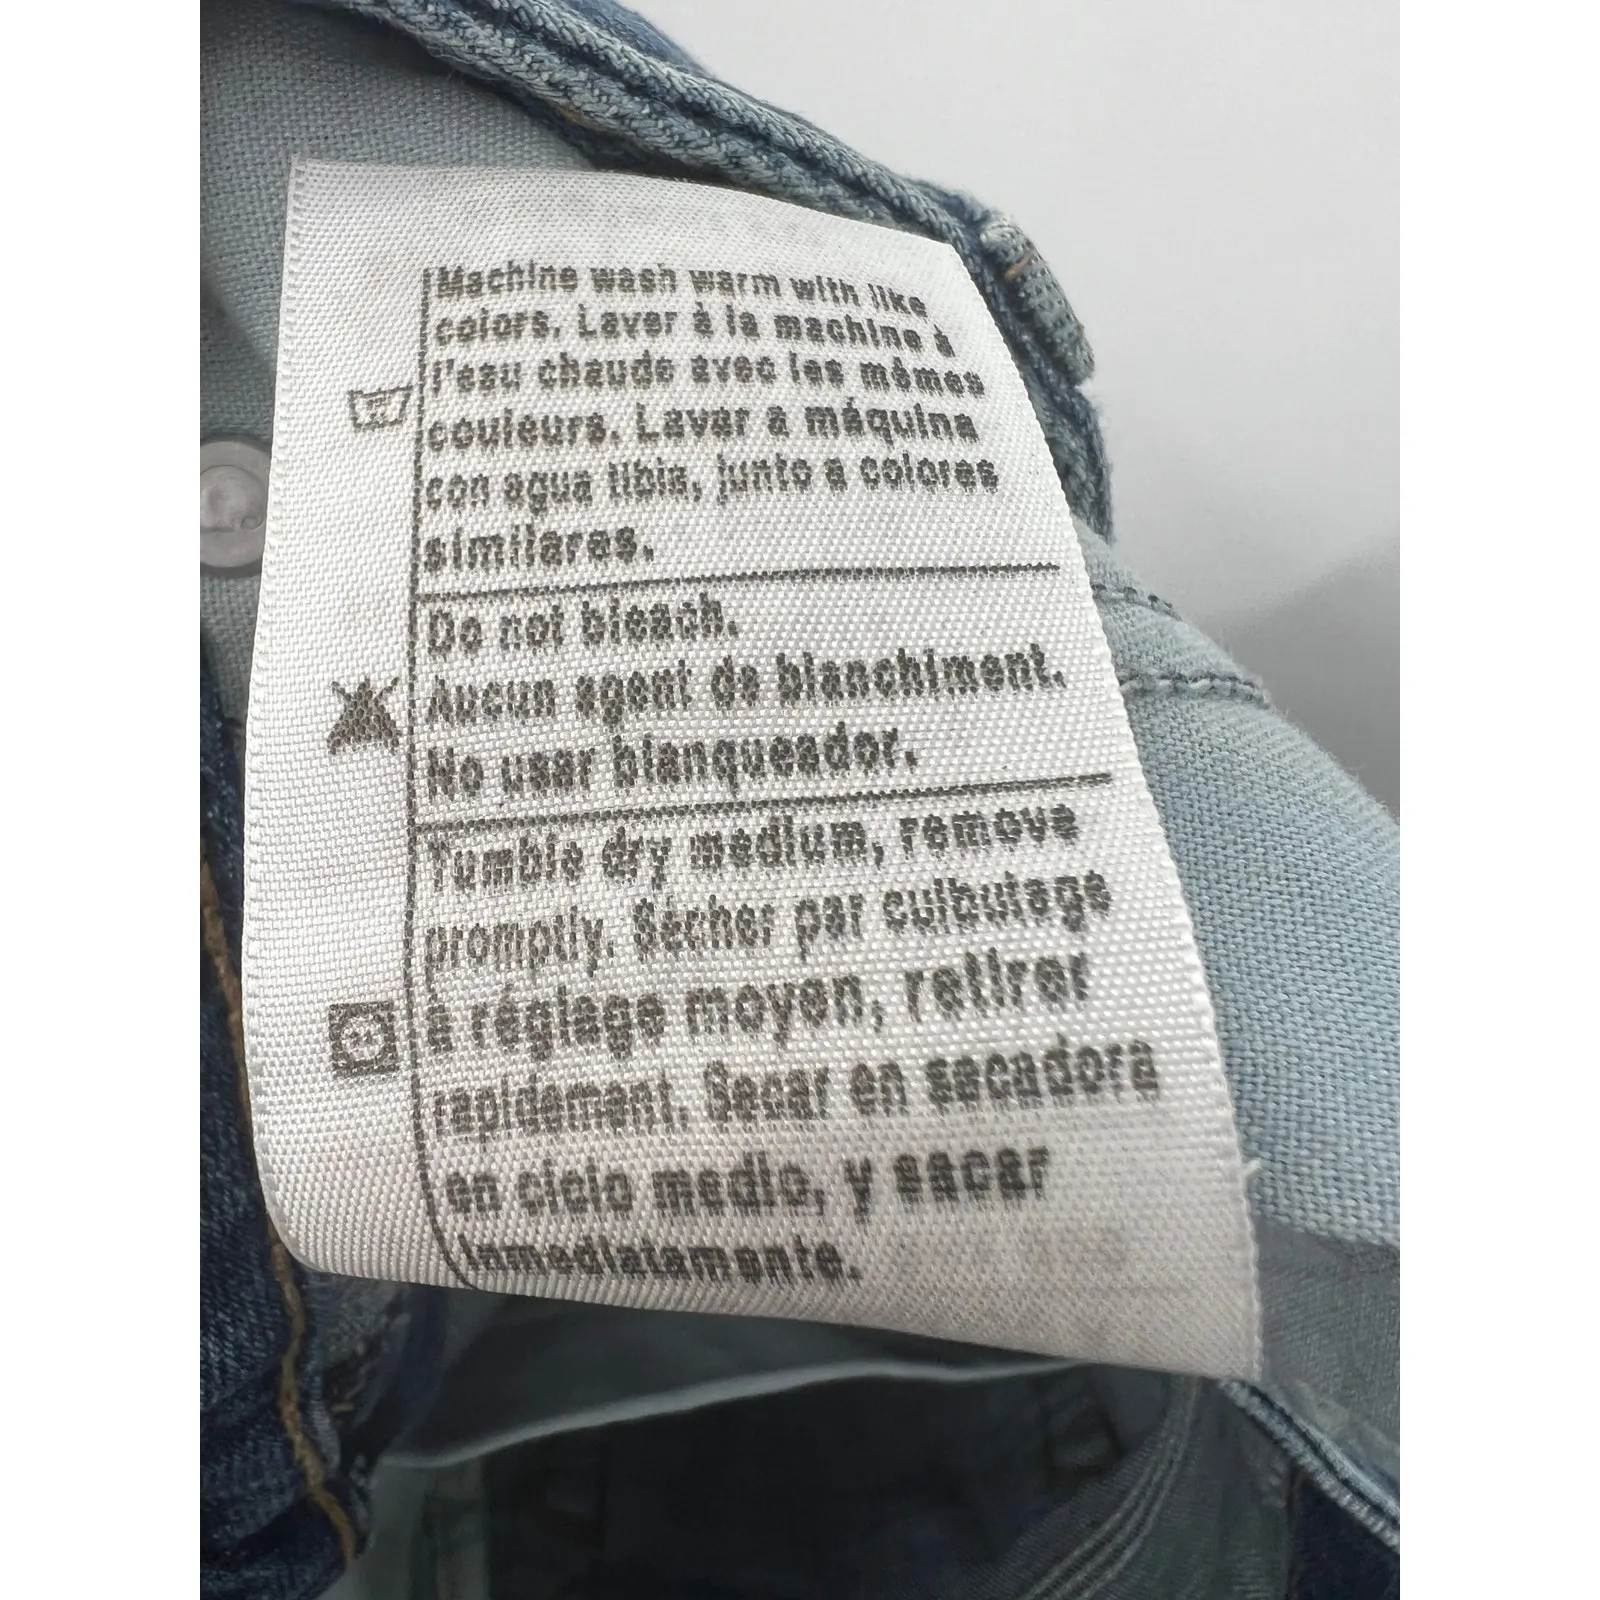 Machine wash warm with like
colors. Laver à la machine à
l'eau chaude avec les mêmes
couleurs. Lavar a máquina
con agua tibia, junto a colores
similares.
Do not bleach.
Aucun agent de blanchiment.
No usar blanqueador.
Tumble dry medium, remove
promptly. Sécher par culbutage
à réglage moyen, retirer
rapidement. Secar en secadora
en ciclo medio, y sacar
inmediatamente.